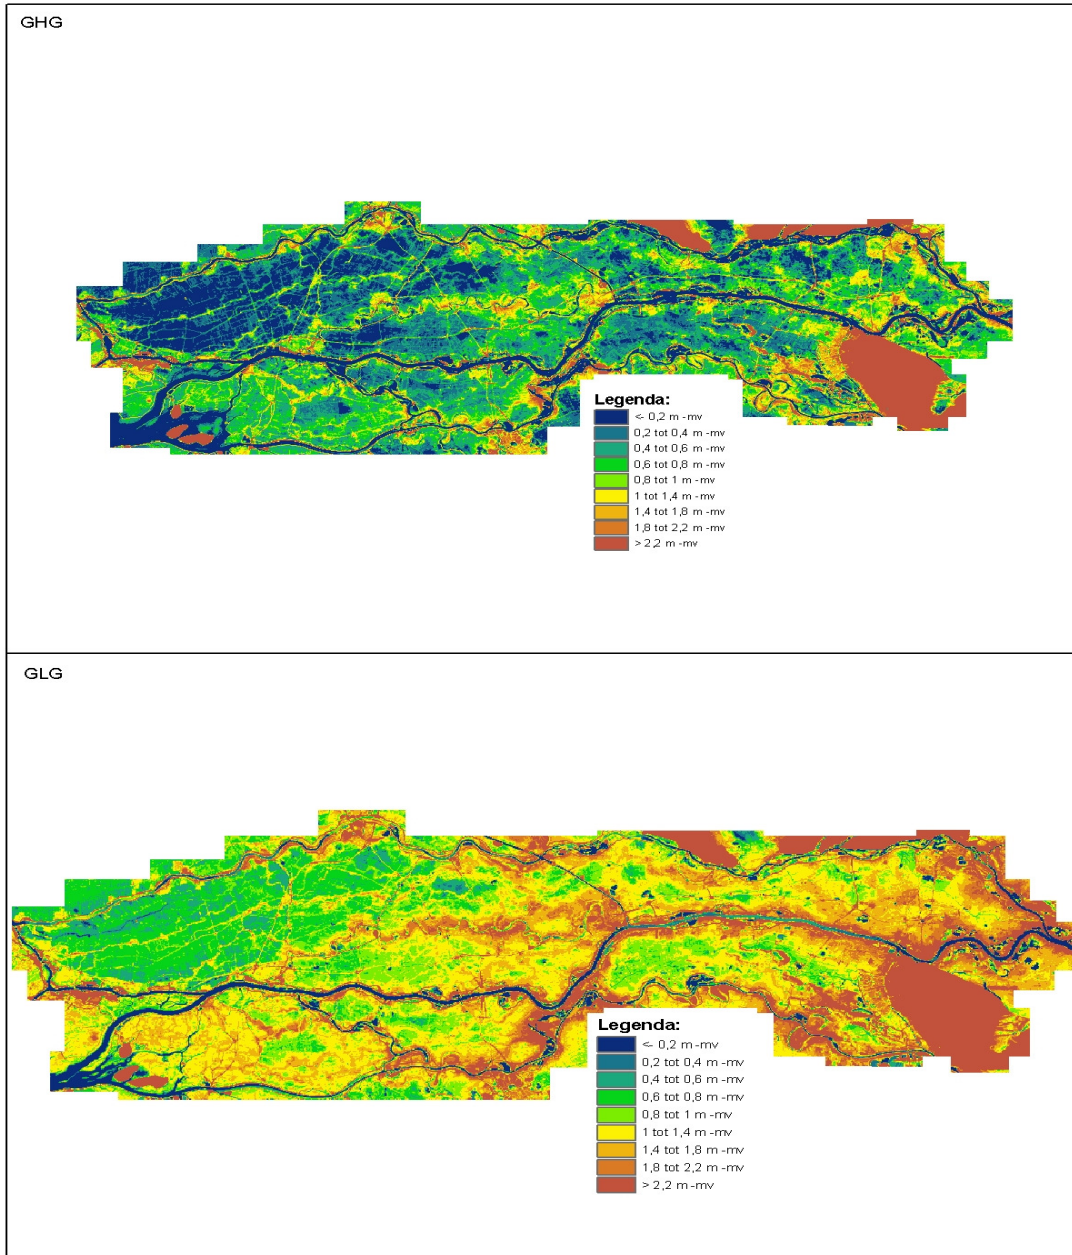 GHG
Legenda:
<- 0,2 m -mv
0,2 tot 0,4 m -mv
0,4 tot 0,6 m -mv
0,6 tot 0,8 m -mv
0,8 tot 1 m -mv
1 tot 1,4 m -mv
1,4 tot 1,8 m -mv
1,8 tot 2,2 m -mv
> 2,2 m -mv
GLG
Legenda:
<- 0,2 m -mv
0,2 tot 0,4 m -mv
0,4 tot 0,6 m -mv
0,6 tot 0,8 m -mv
0,8 tot 1 m -mv
1 tot 1,4 m -mv
1,4 tot 1,8 m -mv
1,8 tot 2,2 m -mv
> 2,2 m -mv